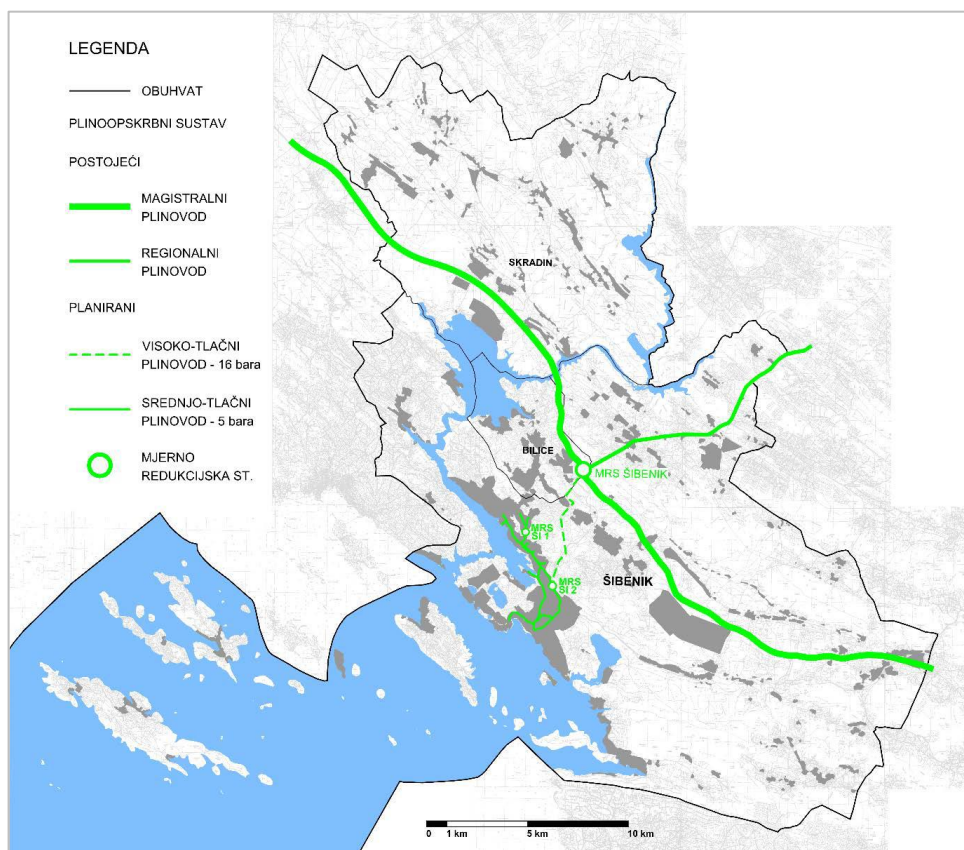 LEGENDA
OBUHVAT
PLINOOPSKRBNI SUSTAV
POSTOJEĆI
MAGISTRALNI
PLINOVOD
REGIONALNI
PLINOVOD
PLANIRANI
VISOKO-TLAČNI
PLINOVOD - 16 bara
SREDNJO-TLAČNI
PLINOVOD - 5 bara
MJERNO
REDUKCIJSKA ST.
SKRADIN
BILICE
MRS ŠIBENIK
MRS
SI 1
MRS
SI 2
ŠIBENIK
0 1 km 5 km 10 km